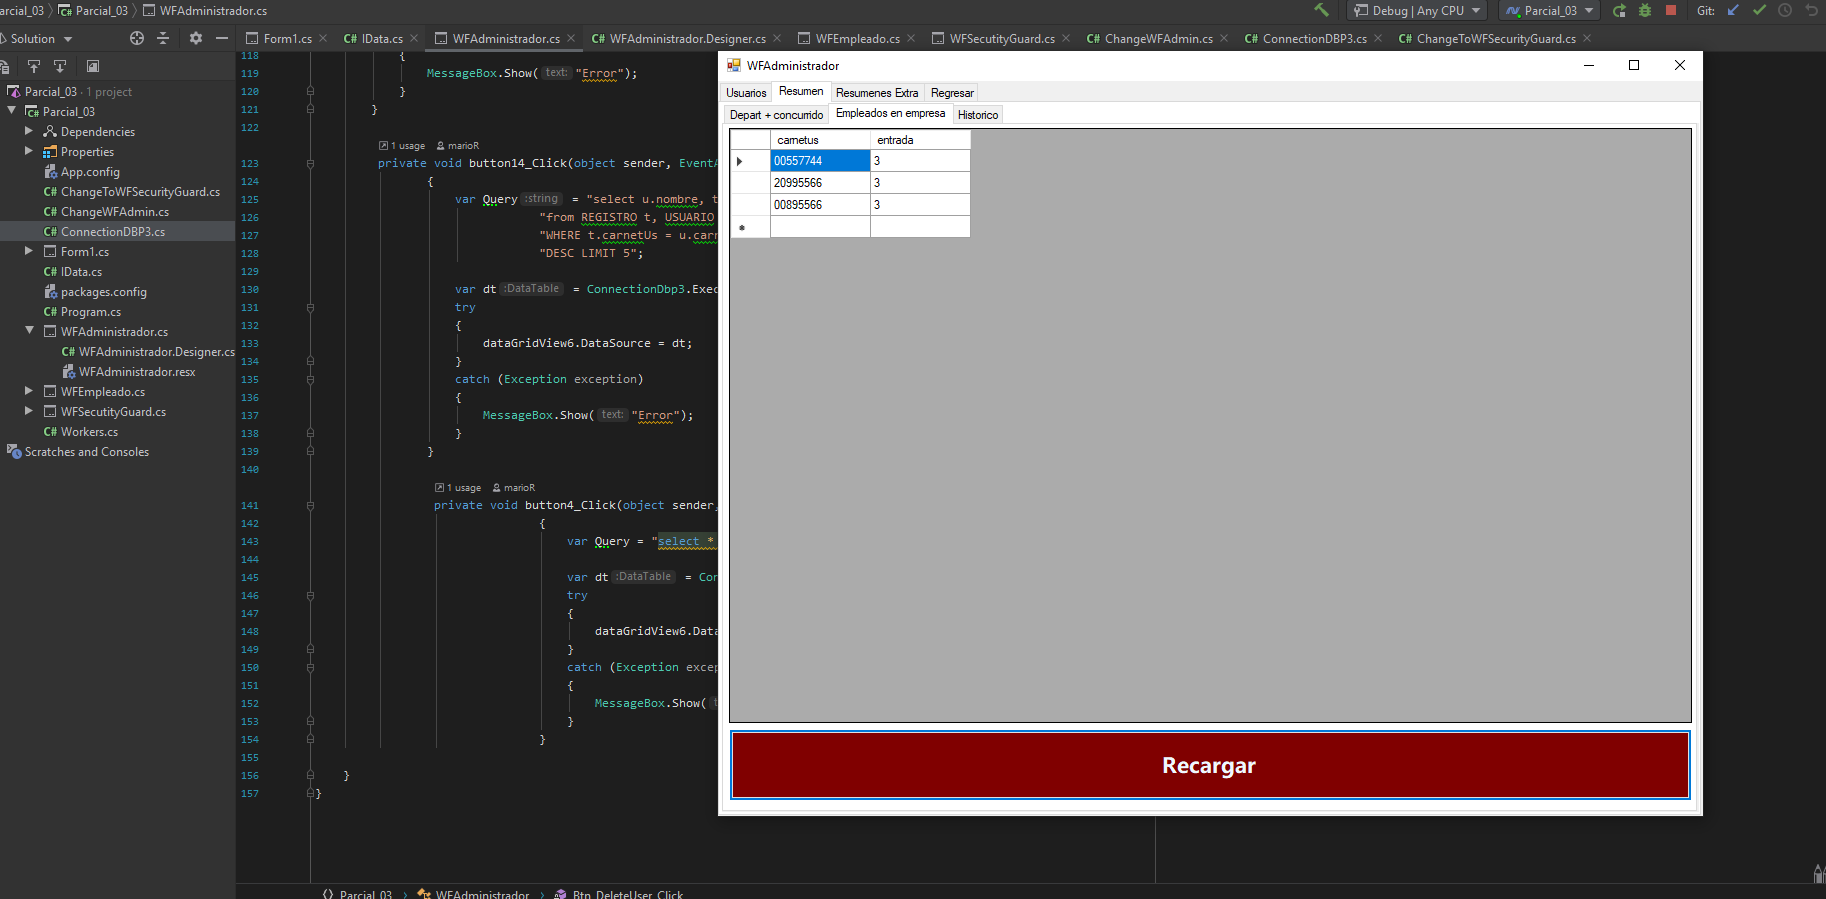 arcial_03 > Parcial_03 > WFAdministrador.cs
Debug | Any CPU
Parcial_03
Git:
Solution
Form1.cs
IData.cs
WFAdministrador.cs
WFAdministrador.Designer.cs
WFEmpleado.cs
WFSecutityGuard.cs
ChangeWFAdmin.cs
ConnectionDBP3.cs
ChangeToWFSecurityGuard.cs
Parcial_03 · 1 project
Parcial_03
Dependencies
Properties
App.config
ChangeToWFSecurityGuard.cs
ChangeWFAdmin.cs
ConnectionDBP3.cs
Form1.cs
IData.cs
packages.config
Program.cs
WFAdministrador.cs
WFAdministrador.Designer.cs
WFAdministrador.resx
WFEmpleado.cs
WFSecutityGuard.cs
Workers.cs
Scratches and Consoles
118 {
119 MessageBox.Show( text: "Error");
120 }
121 }
122
1 usage marioR
123 private void button14_Click(object sender, EventA
124 {
125 var Query :string = "select u.nombre, t
126 "from REGISTRO t, USUARIO
127 "WHERE t.carnetUs = u.carn
128 "DESC LIMIT 5";
129
130 var dt :DataTable = ConnectionDbp3.Exec
131 try
132 {
133 dataGridView6.DataSource = dt;
134 }
135 catch (Exception exception)
136 {
137 MessageBox.Show( text: "Error");
138 }
139 }
140
1 usage marioR
141 private void button4_Click(object sender,
142 {
143 var Query = "select *
144
145 var dt :DataTable = Con
146 try
147 {
148 dataGridView6.Data
149 }
150 catch (Exception excep
151 {
152 MessageBox.Show(
153 }
154 }
155
156 }
157 }
WFAdministrador
Usuarios Resumen Resumenes Extra Regresar
Depart + concurrido Empleados en empresa Historico
carnetus entrada
00557744 3
20995566 3
00895566 3
Recargar
Parcial_03 > WFAdministrador > Btn_DeleteUser_Click